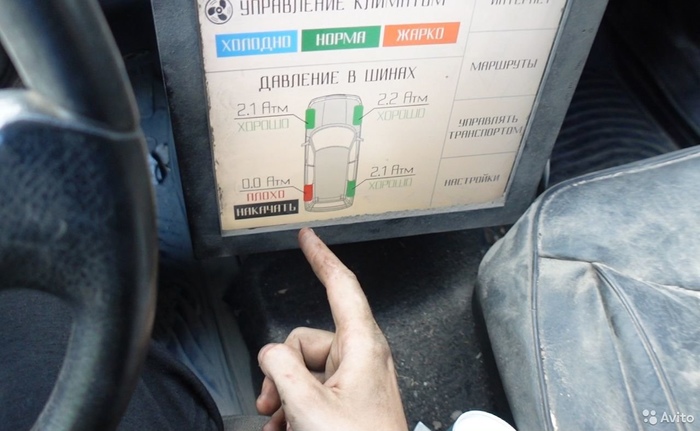 УПРАВЛЕНИЕ КЛИМАТОМ
ИНТЕРНЕТ
ХОЛОДНО
НОРМА
ЖАРКО
МАРШРУТЫ
ДАВЛЕНИЕ В ШИНАХ
2.1 Атм
ХОРОШО
2.2 Атм
ХОРОШО
УПРАВЛЯТЬ
ТРАНСПОРТОМ
0.0 Атм
ПЛОХО
НАКАЧАТЬ
2.1 Атм
ХОРОШО
НАСТРОЙКИ
Avito